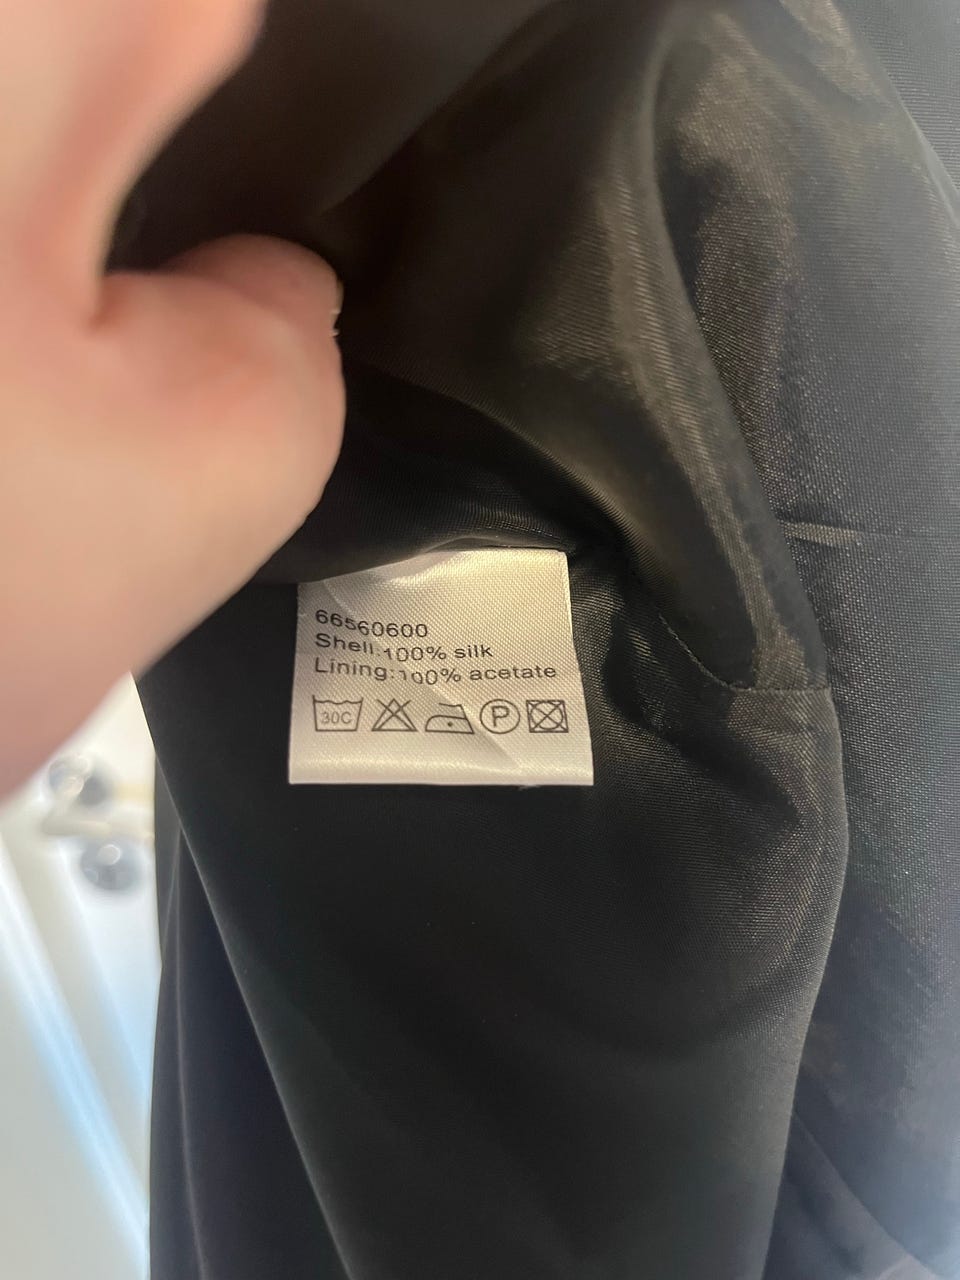 66560600
Shell:100% silk
Lining:100% acetate
30C P